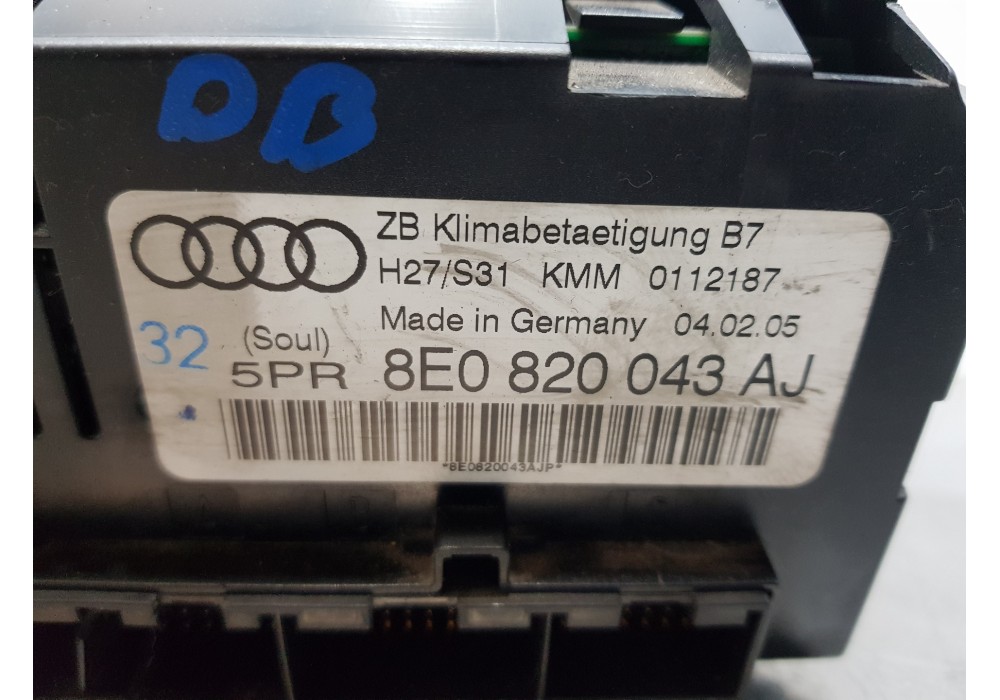 DB
ZB Klimabetaetigung B7
H27/S31 KMM 0112187
Made in Germany 04.02.05
32 (Soul)
5PR 8E0 820 043 AJ
*8E0820043AJP*